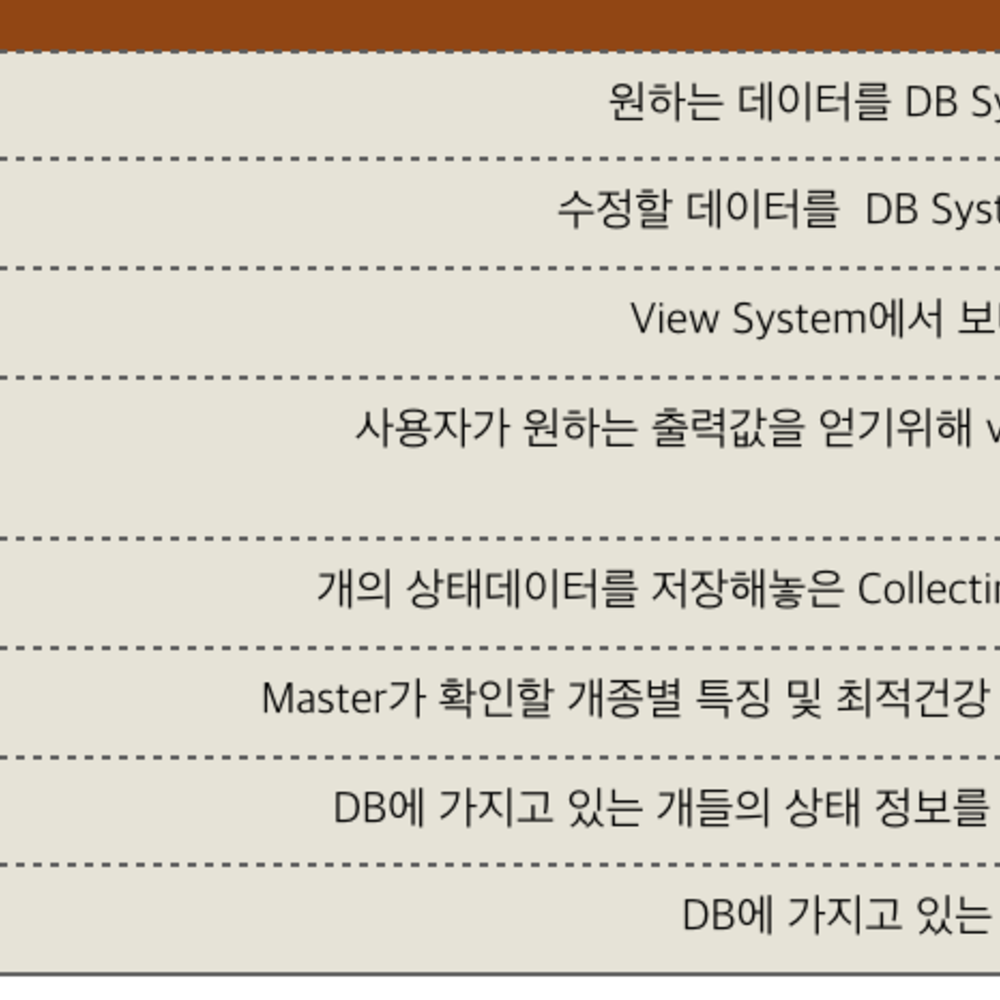 원하는 데이터를 DB
수정할 데이터를 DB
View System에서
사용자가 원하는 출력값을 얻기위해
개의 상태데이터를 저장해놓은
Master가 확인할 개종별 특징 및 최적건강
DB에 가지고 있는 개들의 상태 정보를
DB에 가지고 있는